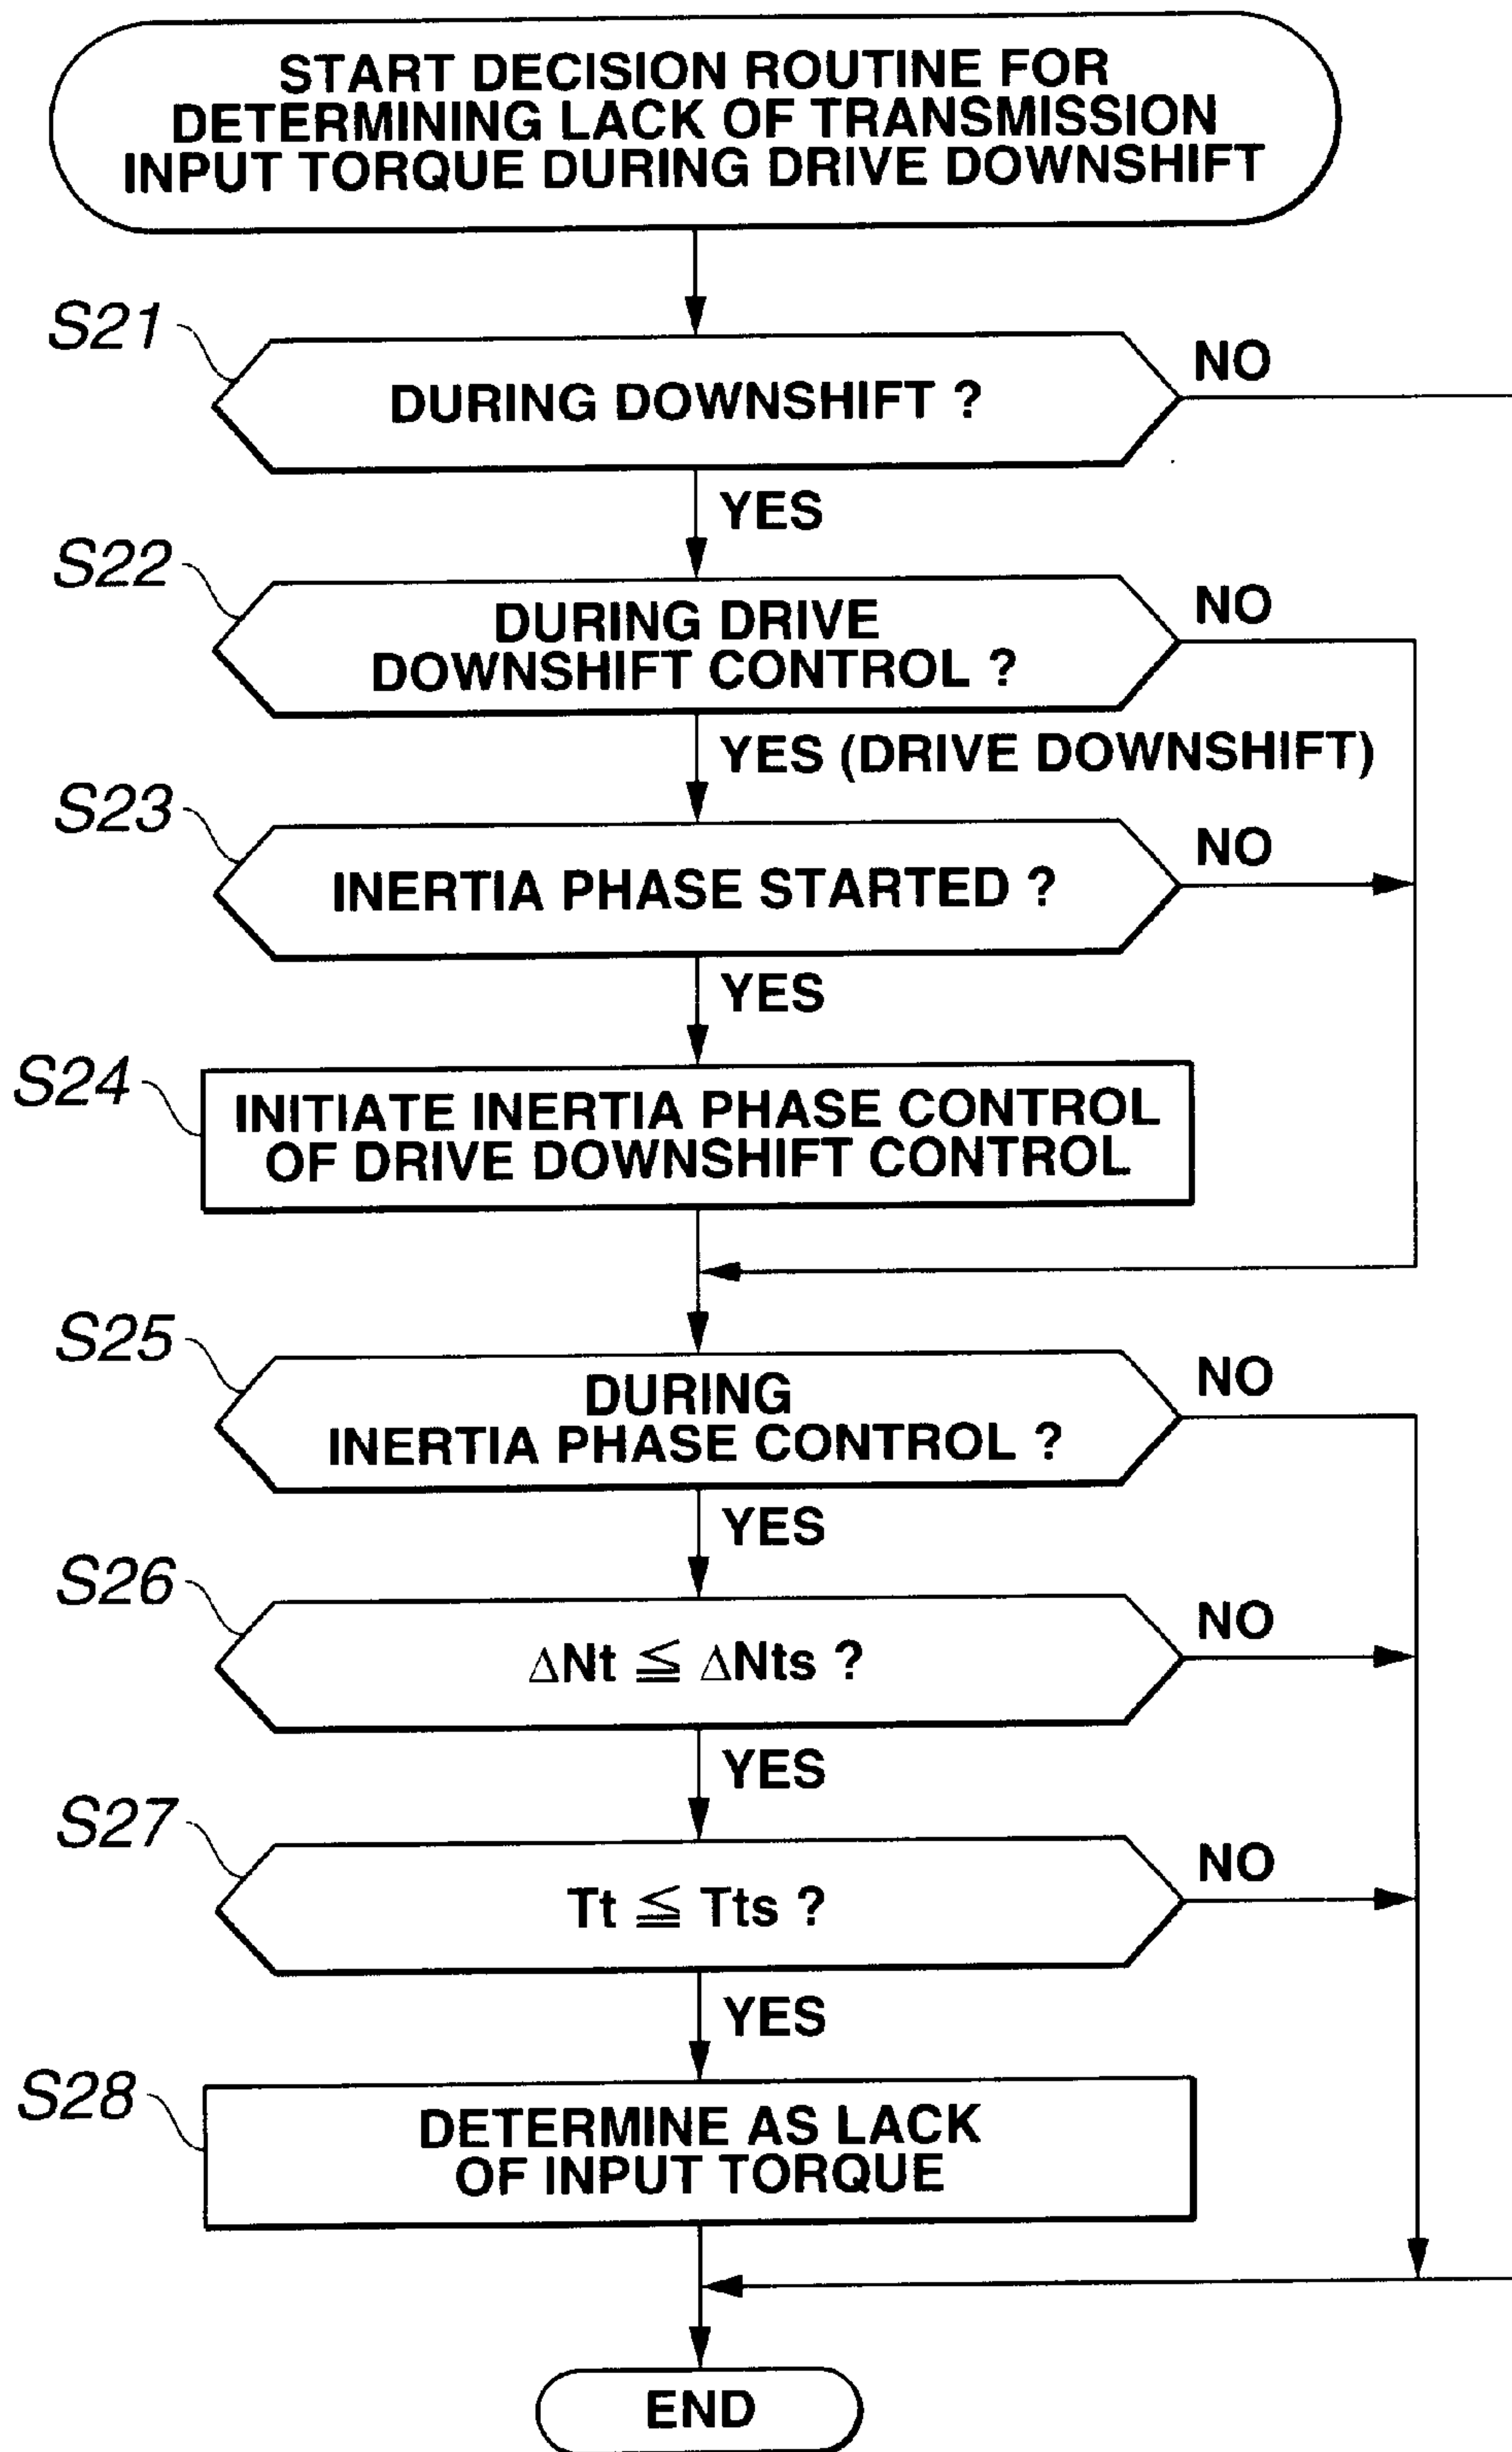 START DECISION ROUTINE FOR
DETERMINING LACK OF TRANSMISSION
INPUT TORQUE DURING DRIVE DOWNSHIFT
S21
DURING DOWNSHIFT ?
NO
YES
S22
DURING DRIVE
DOWNSHIFT CONTROL ?
NO
YES (DRIVE DOWNSHIFT)
S23
INERTIA PHASE STARTED ?
NO
YES
S24
INITIATE INERTIA PHASE CONTROL
OF DRIVE DOWNSHIFT CONTROL
S25
DURING
INERTIA PHASE CONTROL ?
NO
YES
S26
ΔNt ≦ ΔNts ?
NO
YES
S27
Tt ≦ Tts ?
NO
YES
S28
DETERMINE AS LACK
OF INPUT TORQUE
END